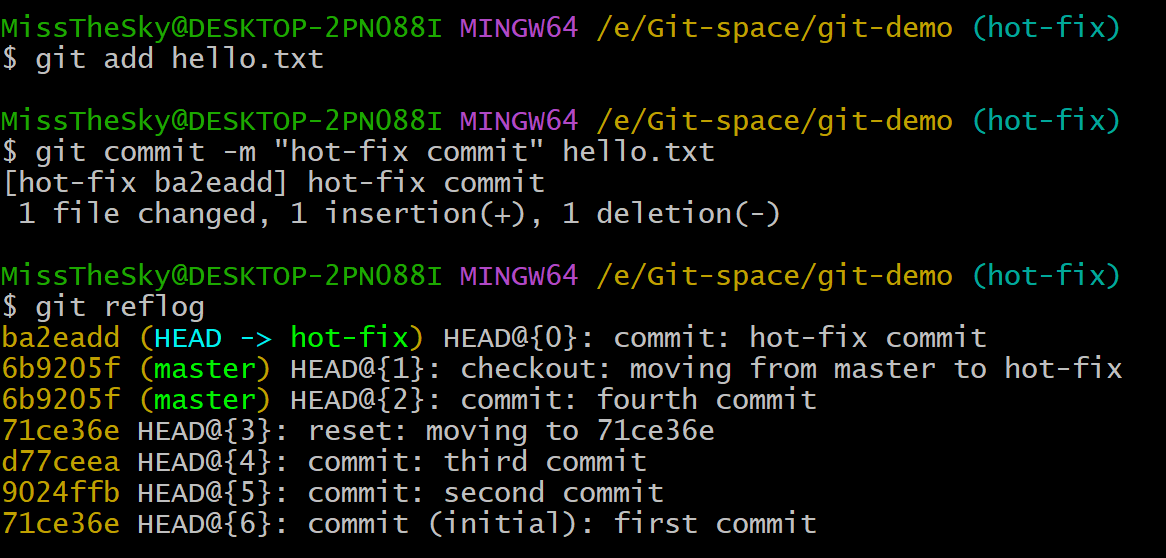 MissTheSky@DESKTOP-2PNO88I MINGW64 /e/Git-space/git-demo (hot-fix)
$ git add hello.txt
MissTheSky@DESKTOP-2PNO88I MINGW64 /e/Git-space/git-demo (hot-fix)
$ git commit -m "hot-fix commit" hello.txt
[hot-fix ba2eadd] hot-fix commit
 1 file changed, 1 insertion(+), 1 deletion(-)
MissTheSky@DESKTOP-2PNO88I MINGW64 /e/Git-space/git-demo (hot-fix)
$ git reflog
ba2eadd (HEAD -> hot-fix) HEAD@{0}: commit: hot-fix commit
6b9205f (master) HEAD@{1}: checkout: moving from master to hot-fix
6b9205f (master) HEAD@{2}: commit: fourth commit
71ce36e HEAD@{3}: reset: moving to 71ce36e
d77ceea HEAD@{4}: commit: third commit
9024ffb HEAD@{5}: commit: second commit
71ce36e HEAD@{6}: commit (initial): first commit